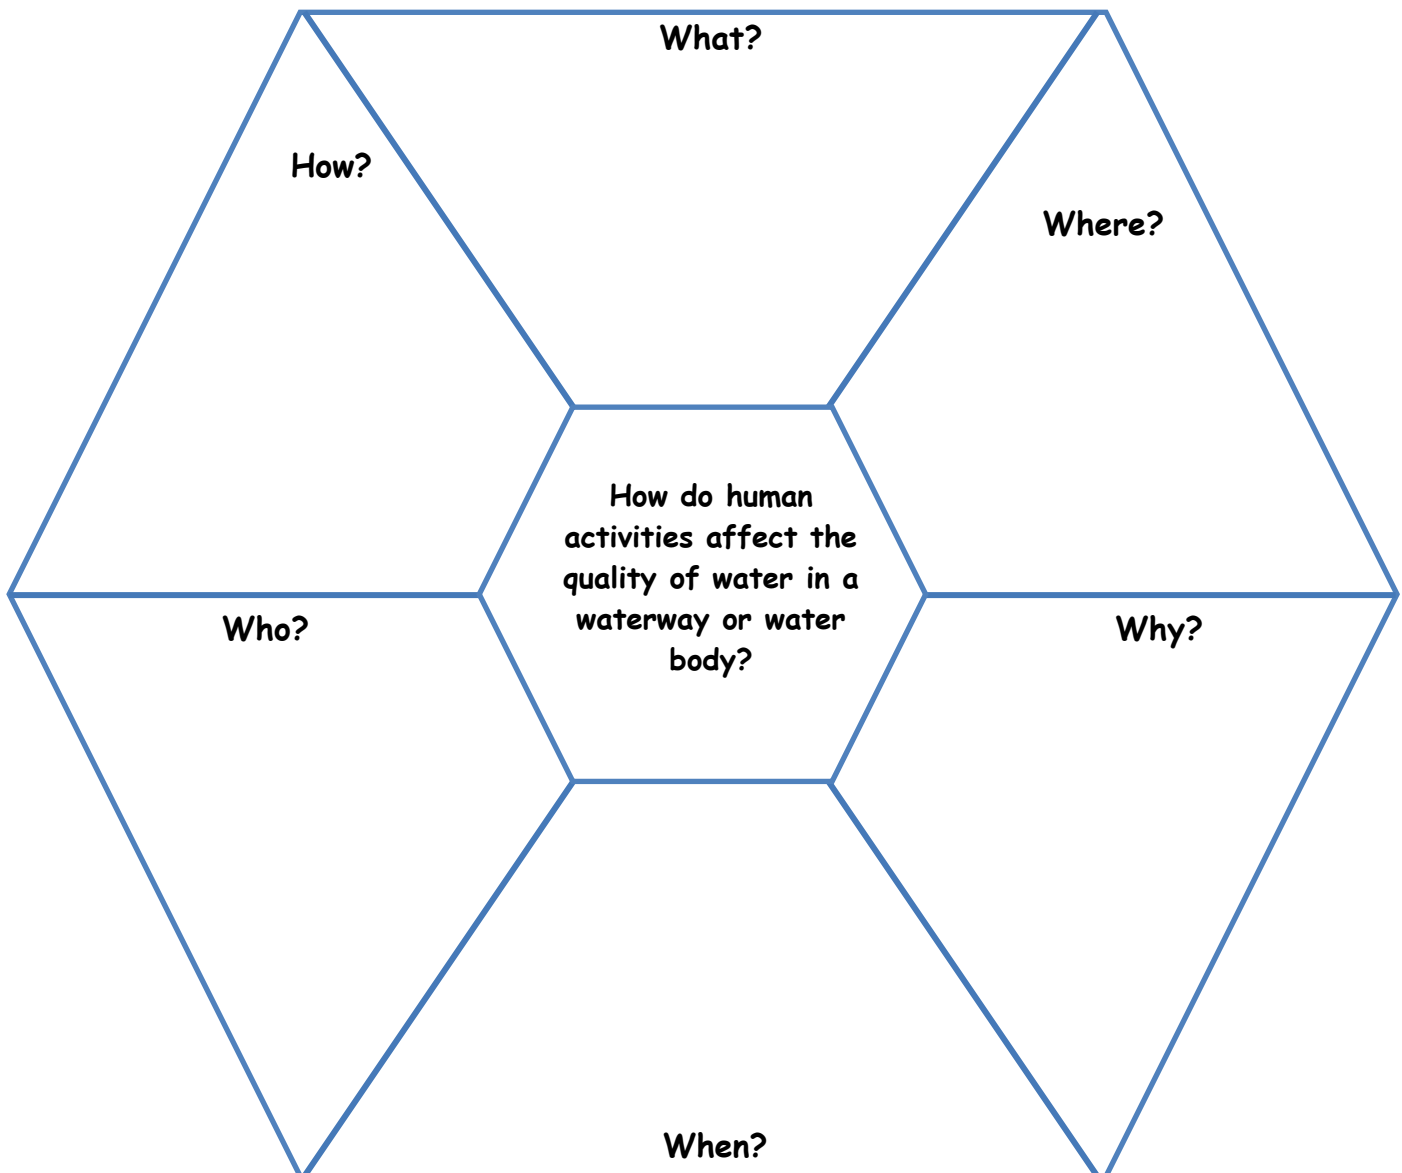 What?
How?
Where?
How do human
activities affect the
quality of water in a
waterway or water
body?
Who?
Why?
When?